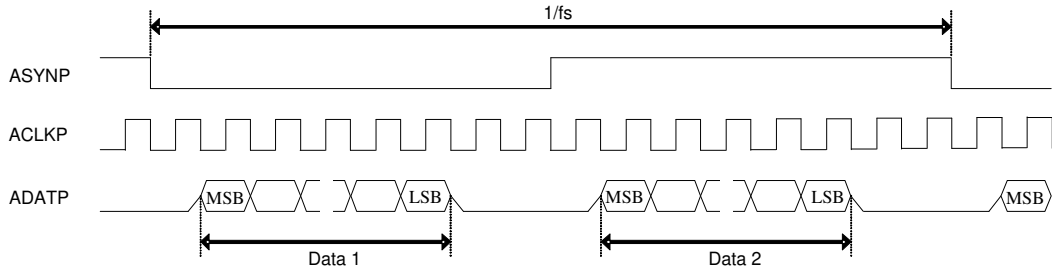 1/fs
ASYNP
ACLKP
ADATP
MSB LSB MSB LSB MSB
Data 1 Data 2